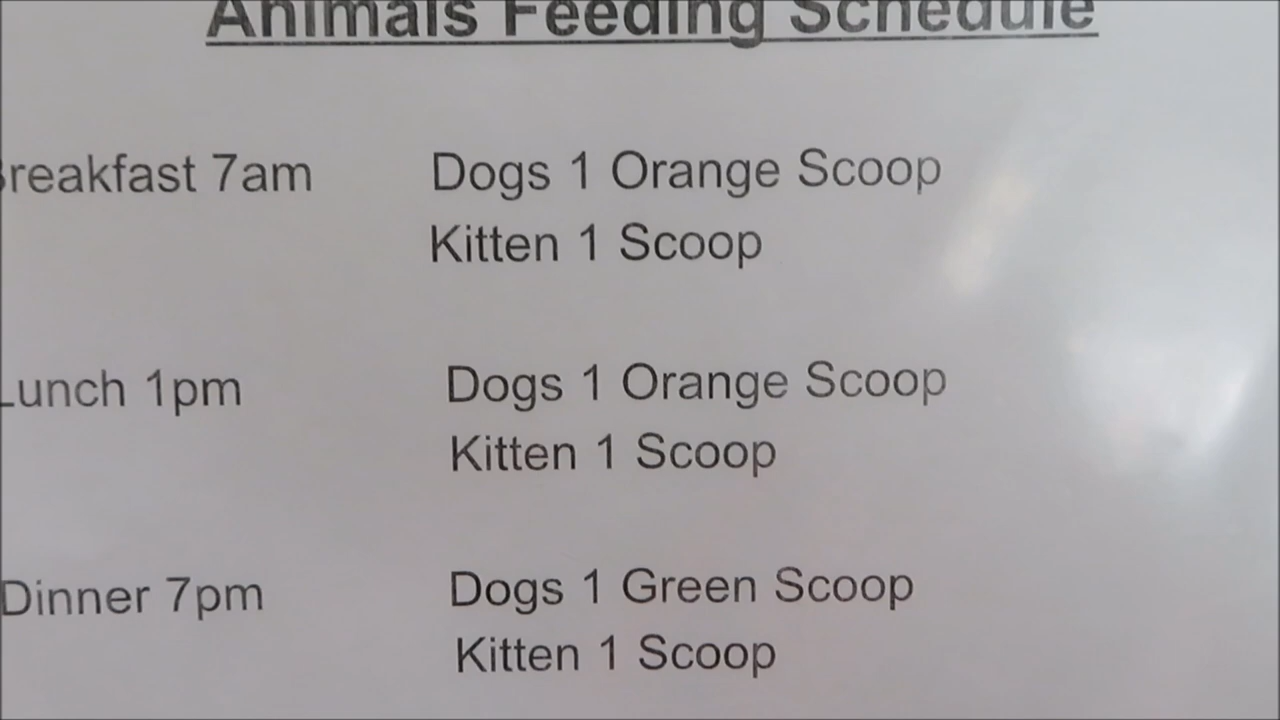 Animals Feeding Schedule
Breakfast 7am Dogs 1 Orange Scoop
Kitten 1 Scoop
Lunch 1pm Dogs 1 Orange Scoop
Kitten 1 Scoop
Dinner 7pm Dogs 1 Green Scoop
Kitten 1 Scoop